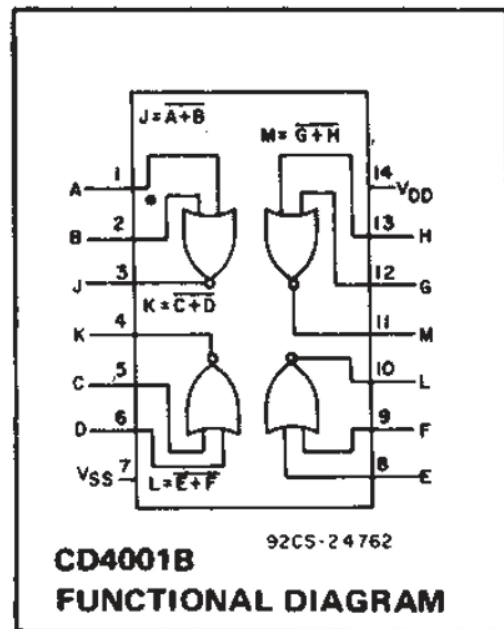 J = A+B
M = G+H
A 1
14 VDD
B 2
13 H
J 3
12 G
K = C+D
K 4
11 M
C 5
10 L
D 6
9 F
VSS 7
8 E
L = E+F
92CS-24762
CD4001B
FUNCTIONAL DIAGRAM